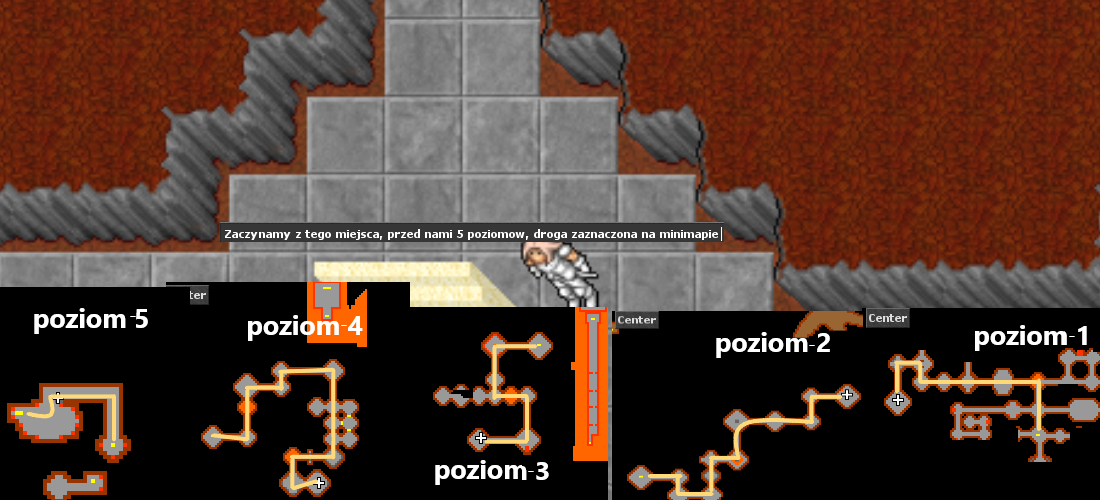 Zaczynamy z tego miejsca, przed nami 5 poziomow, droga zaznaczona na minimapie
ter
Center
Center
poziom-5
poziom-4
poziom-2
poziom-1
poziom-3